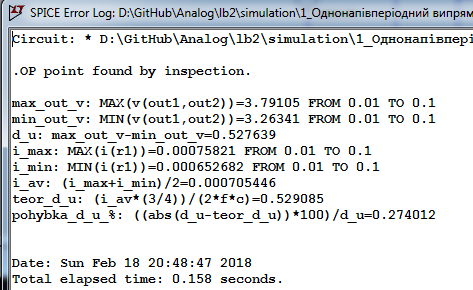 SPICE Error Log: D:\GitHub\Analog\lb2\simulation\1_Однонапівперіодний випрям
Circuit: * D:\GitHub\Analog\lb2\simulation\1_Однонапівпері
.OP point found by inspection.
max_out_v: MAX(v(out1,out2))=3.79105 FROM 0.01 TO 0.1
min_out_v: MIN(v(out1,out2))=3.26341 FROM 0.01 TO 0.1
d_u: max_out_v-min_out_v=0.527639
i_max: MAX(i(r1))=0.00075821 FROM 0.01 TO 0.1
i_min: MIN(i(r1))=0.000652682 FROM 0.01 TO 0.1
i_av: (i_max+i_min)/2=0.000705446
teor_d_u: (i_av*(3/4))/(2*f*c)=0.529085
pohybka_d_u_%: ((abs(d_u-teor_d_u))*100)/d_u=0.274012
Date: Sun Feb 18 20:48:47 2018
Total elapsed time: 0.158 seconds.